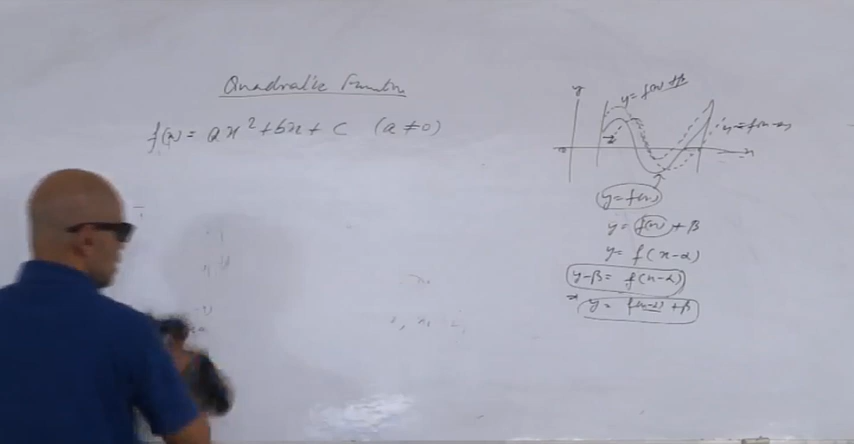 Quadratic Function
f(x) = ax² + bx + c (a ≠ 0)
y
y = f(x)+β
y = f(x-α)
x
y = f(x)
y = f(x) + β
y = f(x-α)
y-β = f(x-α)
* y = f(x-α) + β